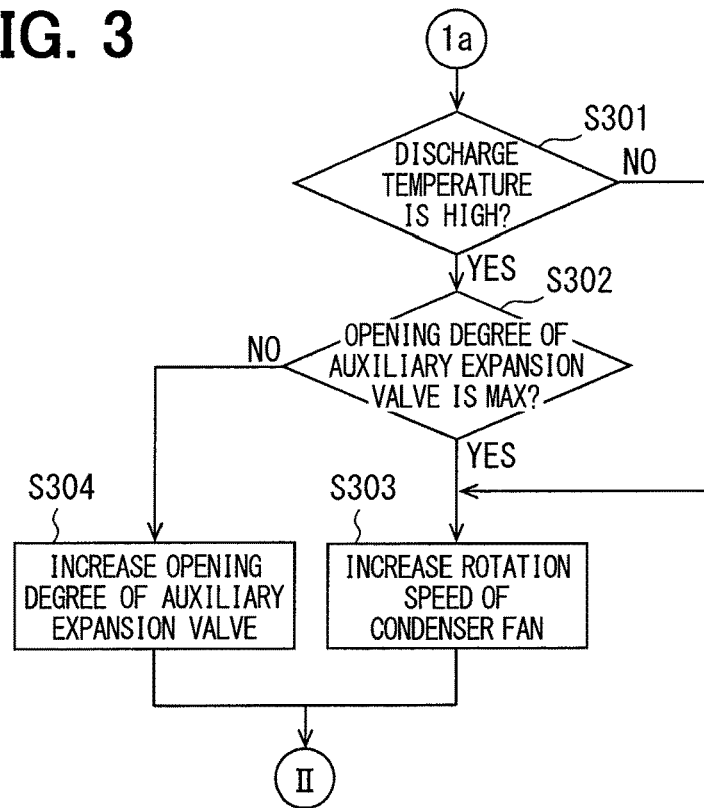 IG. 3
1a
S301
DISCHARGE
TEMPERATURE
IS HIGH?
NO
YES
S302
OPENING DEGREE OF
AUXILIARY EXPANSION
VALVE IS MAX?
NO
YES
S304
INCREASE OPENING
DEGREE OF AUXILIARY
EXPANSION VALVE
S303
INCREASE ROTATION
SPEED OF
CONDENSER FAN
II